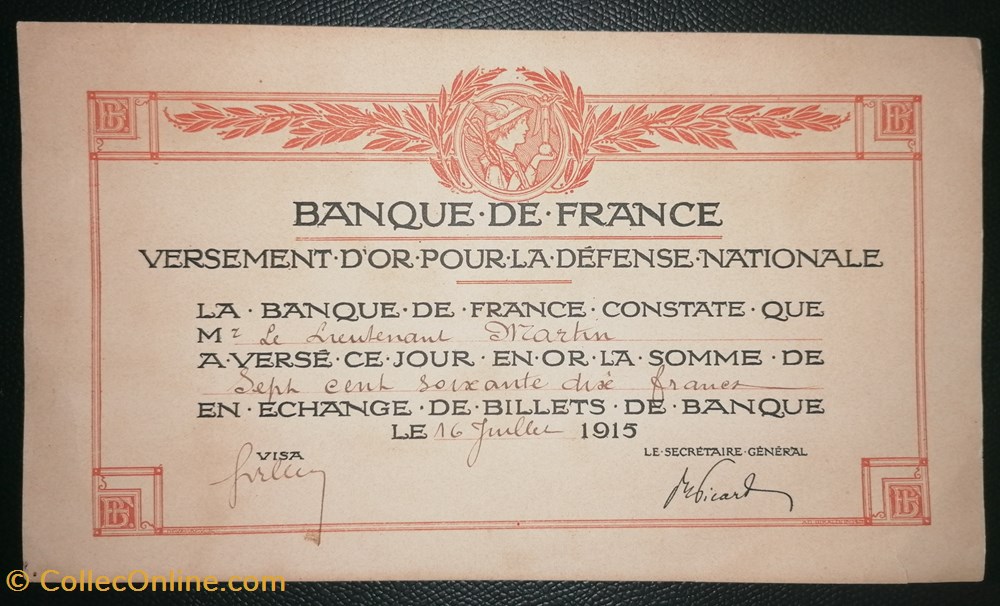 BANQUE·DE·FRANCE
VERSEMENT·D'OR·POUR·LA·DÉFENSE·NATIONALE
LA·BANQUE·DE·FRANCE·CONSTATE·QUE
Mr Le Lieutenant Martin
A·VERSÉ·CE·JOUR·EN·OR·LA·SOMME·DE
Sept cent soixante dix francs
EN·ÉCHANGE·DE·BILLETS·DE·BANQUE
LE 16 Juillet 1915
VISA
LE·SECRÉTAIRE·GÉNÉRAL
Picard
© CollecOnline.com